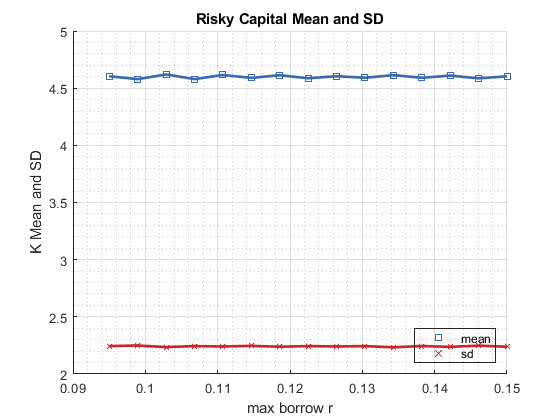 Risky Capital Mean and SD
K Mean and SD
5
4.5
4
3.5
3
2.5
2
0.09
0.1
0.11
0.12
0.13
0.14
0.15
max borrow r
mean
sd